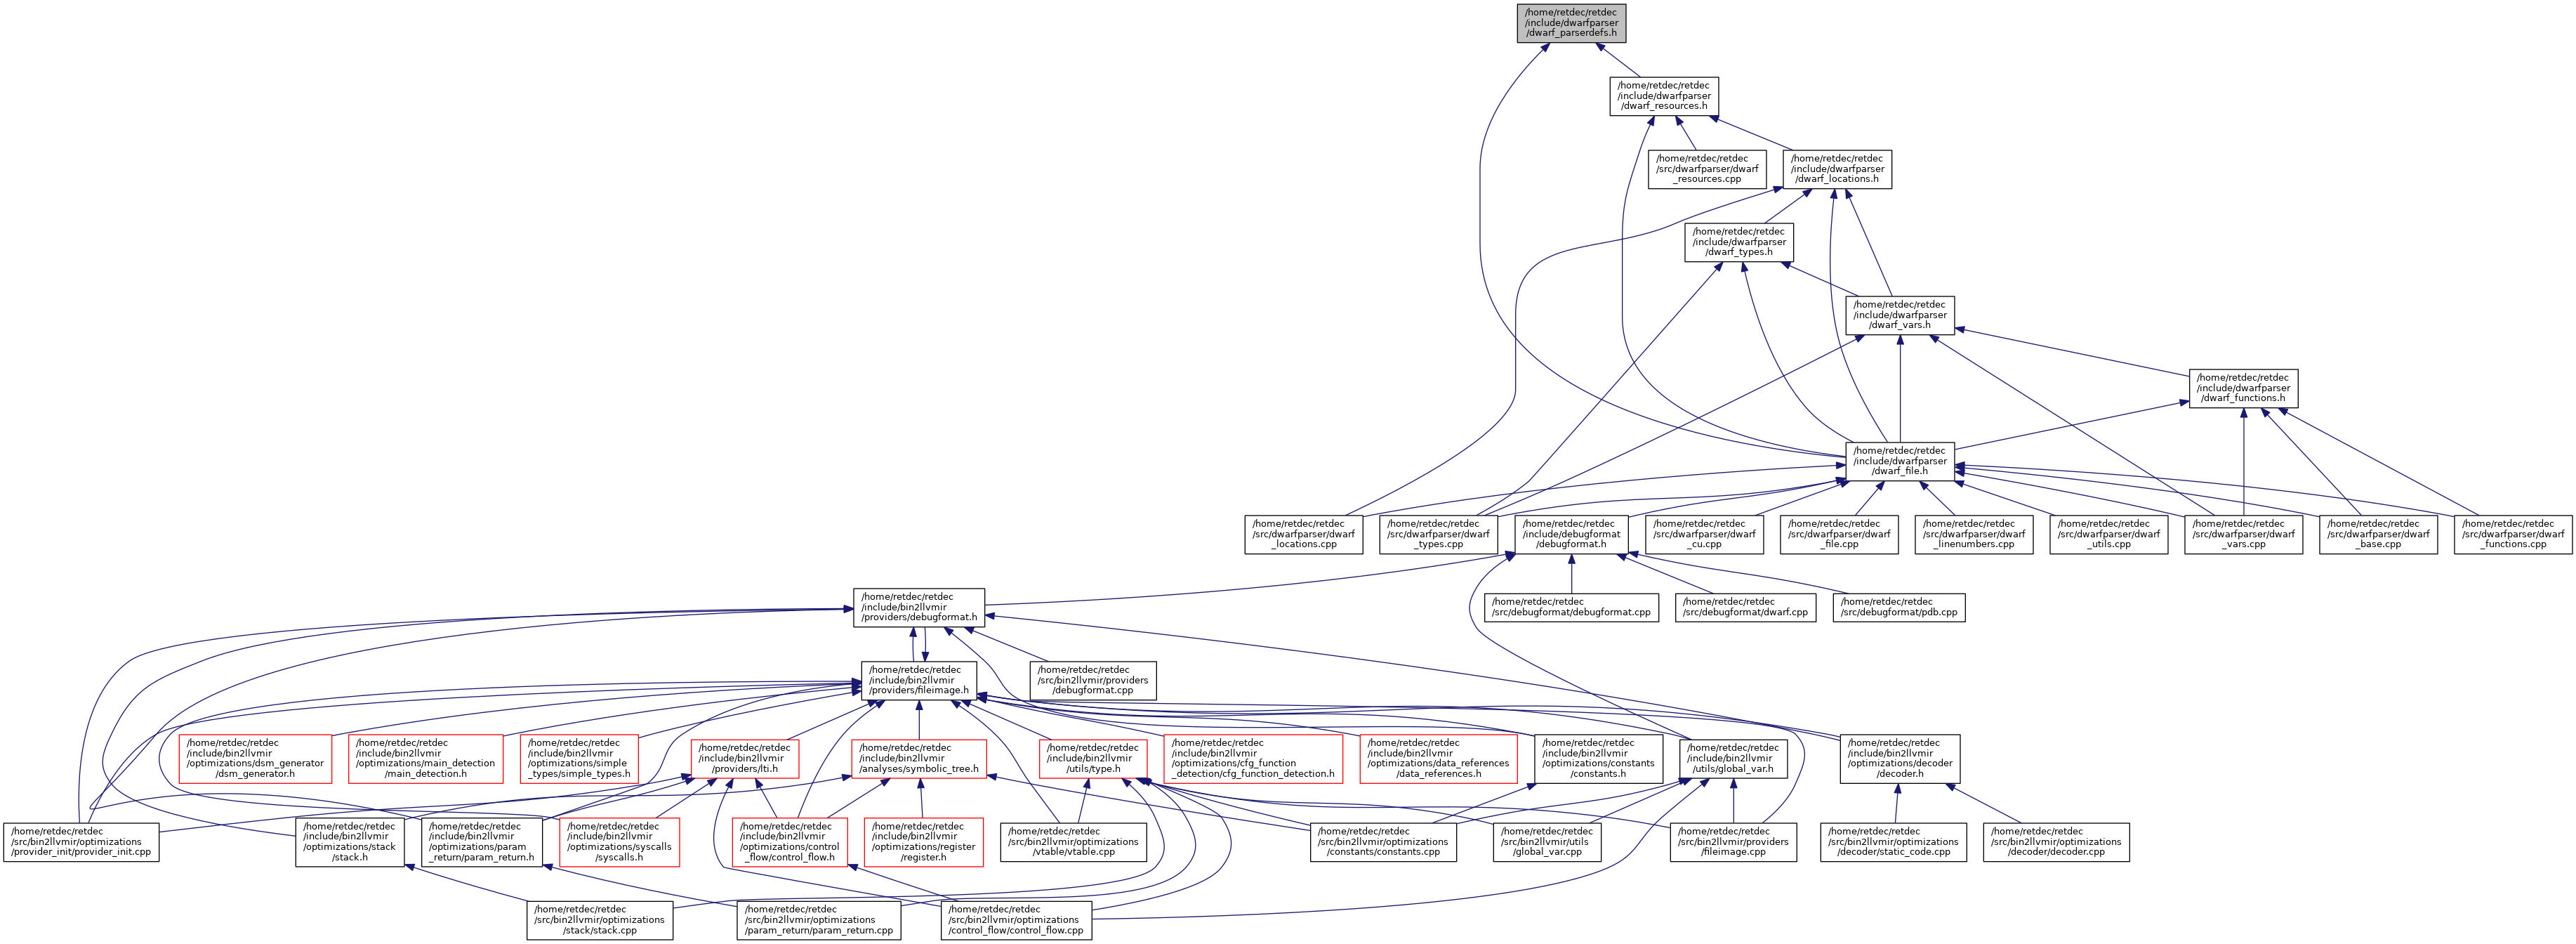 /home/retdec/retdec
/include/dwarfparser
/dwarf_parserdefs.h
/home/retdec/retdec
/include/dwarfparser
/dwarf_resources.h
/home/retdec/retdec
/src/dwarfparser/dwarf
_resources.cpp
/home/retdec/retdec
/include/dwarfparser
/dwarf_locations.h
/home/retdec/retdec
/include/dwarfparser
/dwarf_types.h
/home/retdec/retdec
/include/dwarfparser
/dwarf_vars.h
/home/retdec/retdec
/include/dwarfparser
/dwarf_functions.h
/home/retdec/retdec
/include/dwarfparser
/dwarf_file.h
/home/retdec/retdec
/src/dwarfparser/dwarf
_locations.cpp
/home/retdec/retdec
/src/dwarfparser/dwarf
_types.cpp
/home/retdec/retdec
/include/debugformat
/debugformat.h
/home/retdec/retdec
/src/dwarfparser/dwarf
_cu.cpp
/home/retdec/retdec
/src/dwarfparser/dwarf
_file.cpp
/home/retdec/retdec
/src/dwarfparser/dwarf
_linenumbers.cpp
/home/retdec/retdec
/src/dwarfparser/dwarf
_utils.cpp
/home/retdec/retdec
/src/dwarfparser/dwarf
_vars.cpp
/home/retdec/retdec
/src/dwarfparser/dwarf
_base.cpp
/home/retdec/retdec
/src/dwarfparser/dwarf
_functions.cpp
/home/retdec/retdec
/include/bin2llvmir
/providers/debugformat.h
/home/retdec/retdec
/src/debugformat/debugformat.cpp
/home/retdec/retdec
/src/debugformat/dwarf.cpp
/home/retdec/retdec
/src/debugformat/pdb.cpp
/home/retdec/retdec
/include/bin2llvmir
/providers/fileimage.h
/home/retdec/retdec
/src/bin2llvmir/providers
/debugformat.cpp
/home/retdec/retdec
/include/bin2llvmir
/optimizations/dsm_generator
/dsm_generator.h
/home/retdec/retdec
/include/bin2llvmir
/optimizations/main_detection
/main_detection.h
/home/retdec/retdec
/include/bin2llvmir
/optimizations/simple
_types/simple_types.h
/home/retdec/retdec
/include/bin2llvmir
/providers/lti.h
/home/retdec/retdec
/include/bin2llvmir
/analyses/symbolic_tree.h
/home/retdec/retdec
/include/bin2llvmir
/utils/type.h
/home/retdec/retdec
/include/bin2llvmir
/optimizations/cfg_function
_detection/cfg_function_detection.h
/home/retdec/retdec
/include/bin2llvmir
/optimizations/data_references
/data_references.h
/home/retdec/retdec
/include/bin2llvmir
/optimizations/constants
/constants.h
/home/retdec/retdec
/include/bin2llvmir
/utils/global_var.h
/home/retdec/retdec
/include/bin2llvmir
/optimizations/decoder
/decoder.h
/home/retdec/retdec
/src/bin2llvmir/optimizations
/provider_init/provider_init.cpp
/home/retdec/retdec
/include/bin2llvmir
/optimizations/stack
/stack.h
/home/retdec/retdec
/include/bin2llvmir
/optimizations/param
_return/param_return.h
/home/retdec/retdec
/include/bin2llvmir
/optimizations/syscalls
/syscalls.h
/home/retdec/retdec
/include/bin2llvmir
/optimizations/control
_flow/control_flow.h
/home/retdec/retdec
/include/bin2llvmir
/optimizations/register
/register.h
/home/retdec/retdec
/src/bin2llvmir/optimizations
/vtable/vtable.cpp
/home/retdec/retdec
/src/bin2llvmir/optimizations
/constants/constants.cpp
/home/retdec/retdec
/src/bin2llvmir/utils
/global_var.cpp
/home/retdec/retdec
/src/bin2llvmir/providers
/fileimage.cpp
/home/retdec/retdec
/src/bin2llvmir/optimizations
/decoder/static_code.cpp
/home/retdec/retdec
/src/bin2llvmir/optimizations
/decoder/decoder.cpp
/home/retdec/retdec
/src/bin2llvmir/optimizations
/stack/stack.cpp
/home/retdec/retdec
/src/bin2llvmir/optimizations
/param_return/param_return.cpp
/home/retdec/retdec
/src/bin2llvmir/optimizations
/control_flow/control_flow.cpp